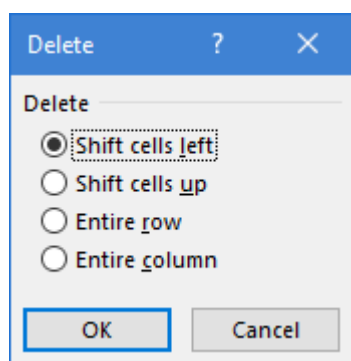 Delete ?
Delete
Shift cells left
Shift cells up
Entire row
Entire column
OK Cancel